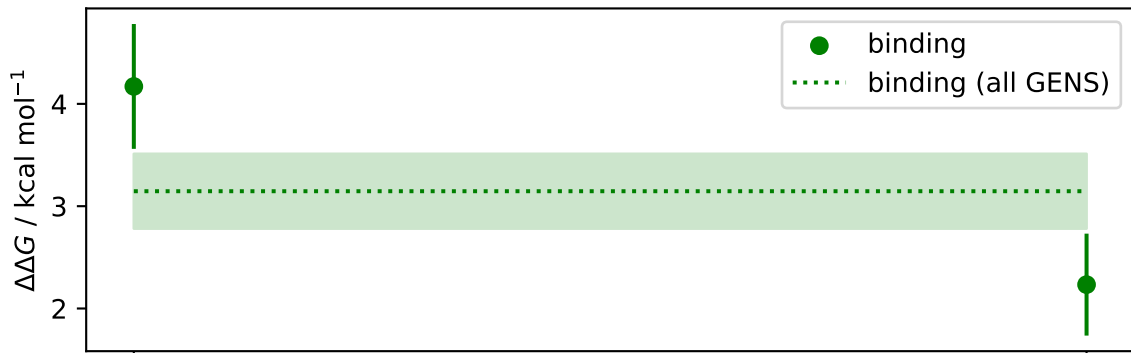 ΔΔG / kcal mol⁻¹
4
3
2
binding
binding (all GENS)